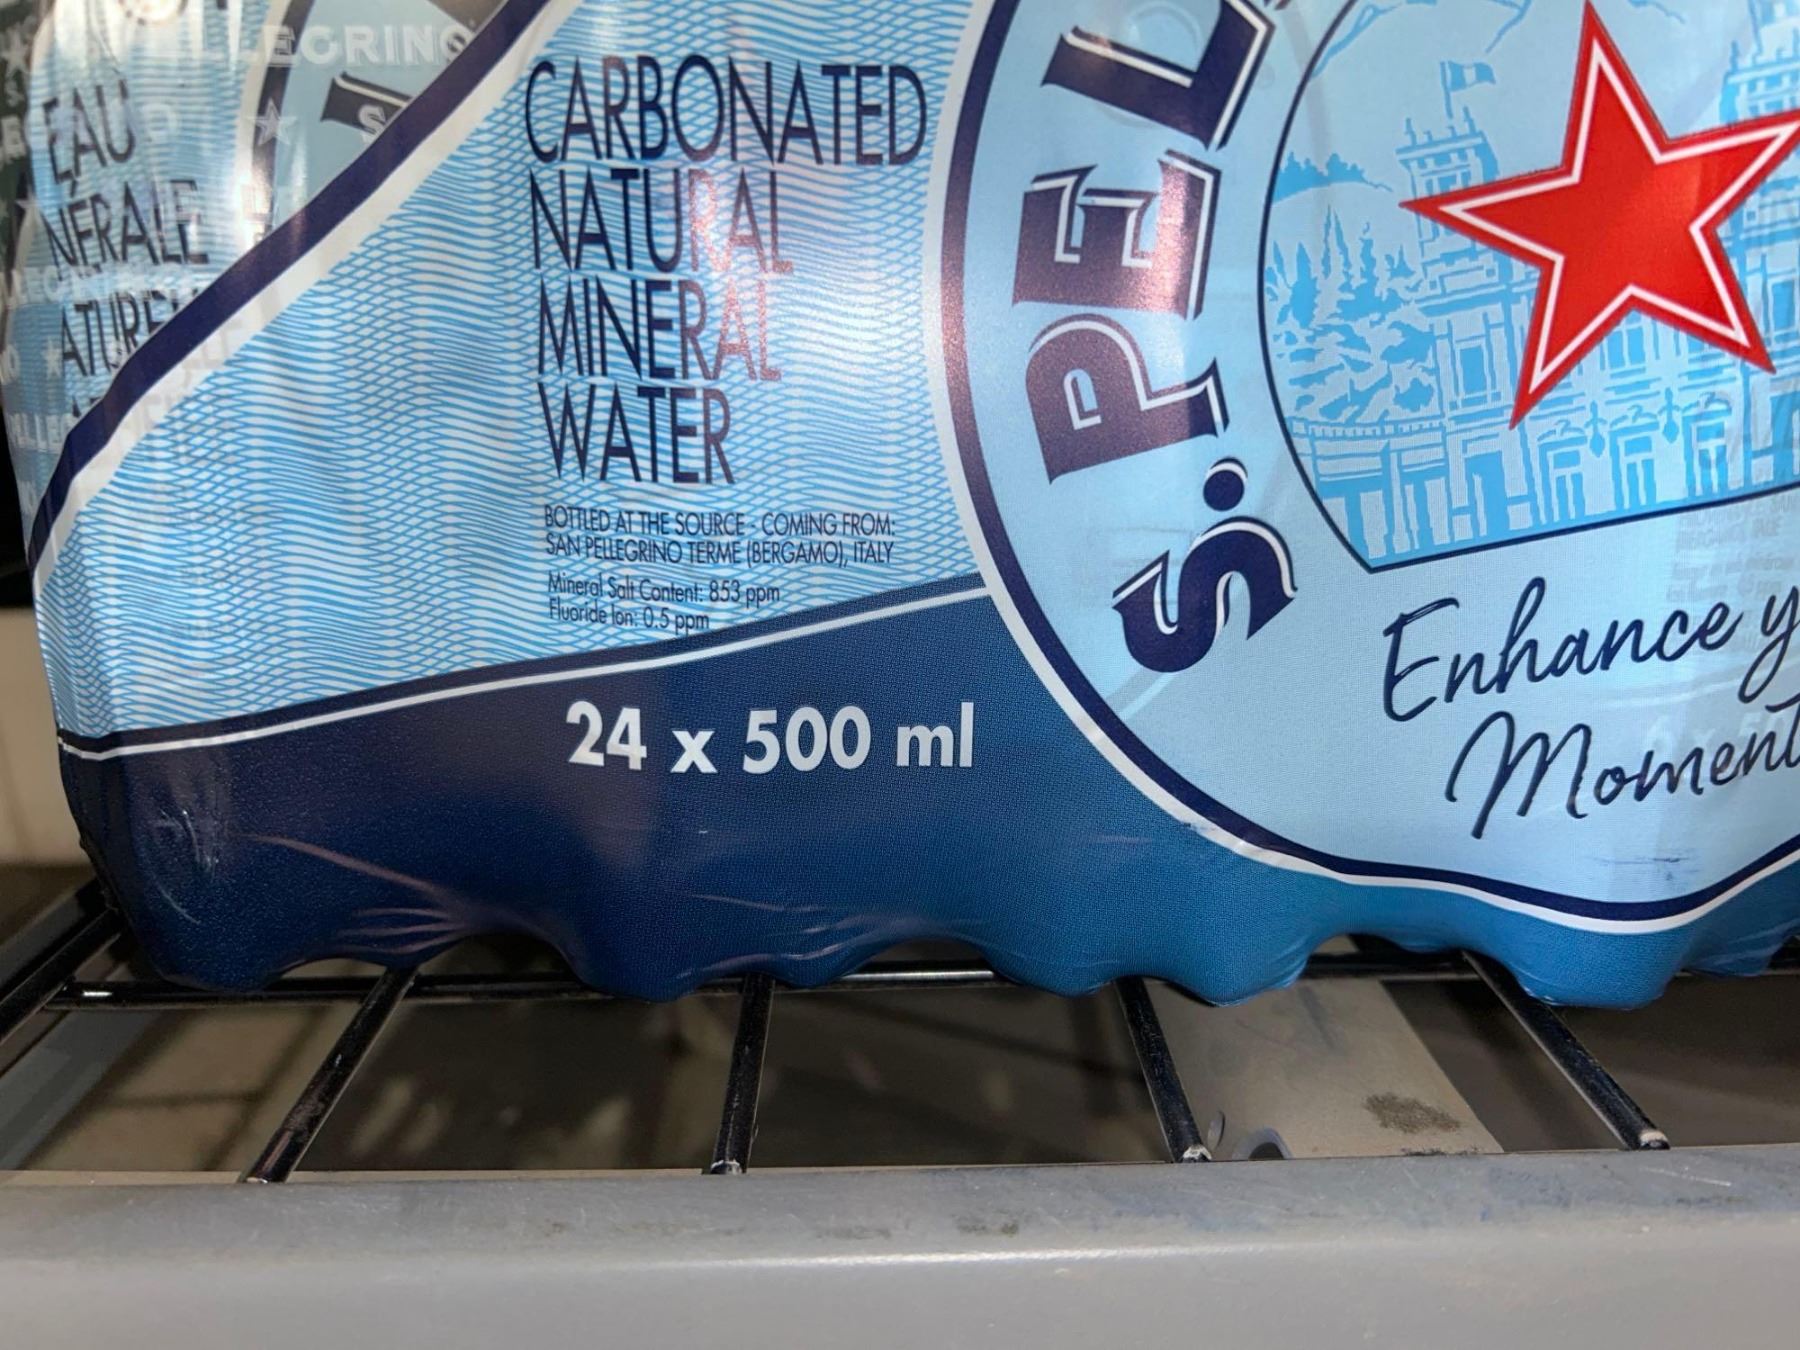 EAU
ATURE
CARBONATED
NATURAL
MINERAL
WATER
BOTTLED AT THE SOURCE - COMING FROM:
SAN PELLEGRINO TERME (BERGAMO), ITALY
Mineral Salt Content: 853 ppm
Fluoride Ion: 0.5 ppm
24 x 500 ml
S.PEL
Enhance y
Moment